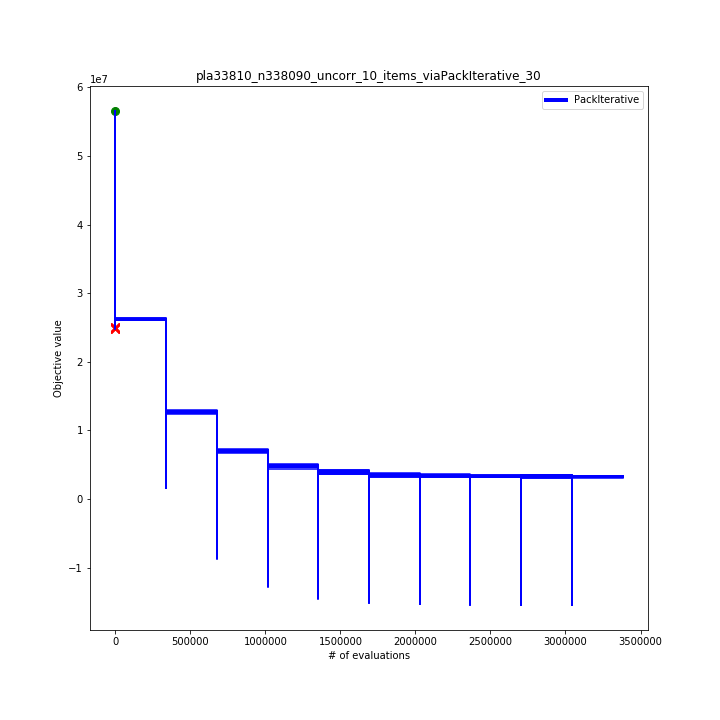 pla33810_n338090_uncorr_10_items_viaPackIterative_30
1e7
PackIterative
6
5
4
3
2
1
0
−1
Objective value
0 500000 1000000 1500000 2000000 2500000 3000000 3500000
# of evaluations